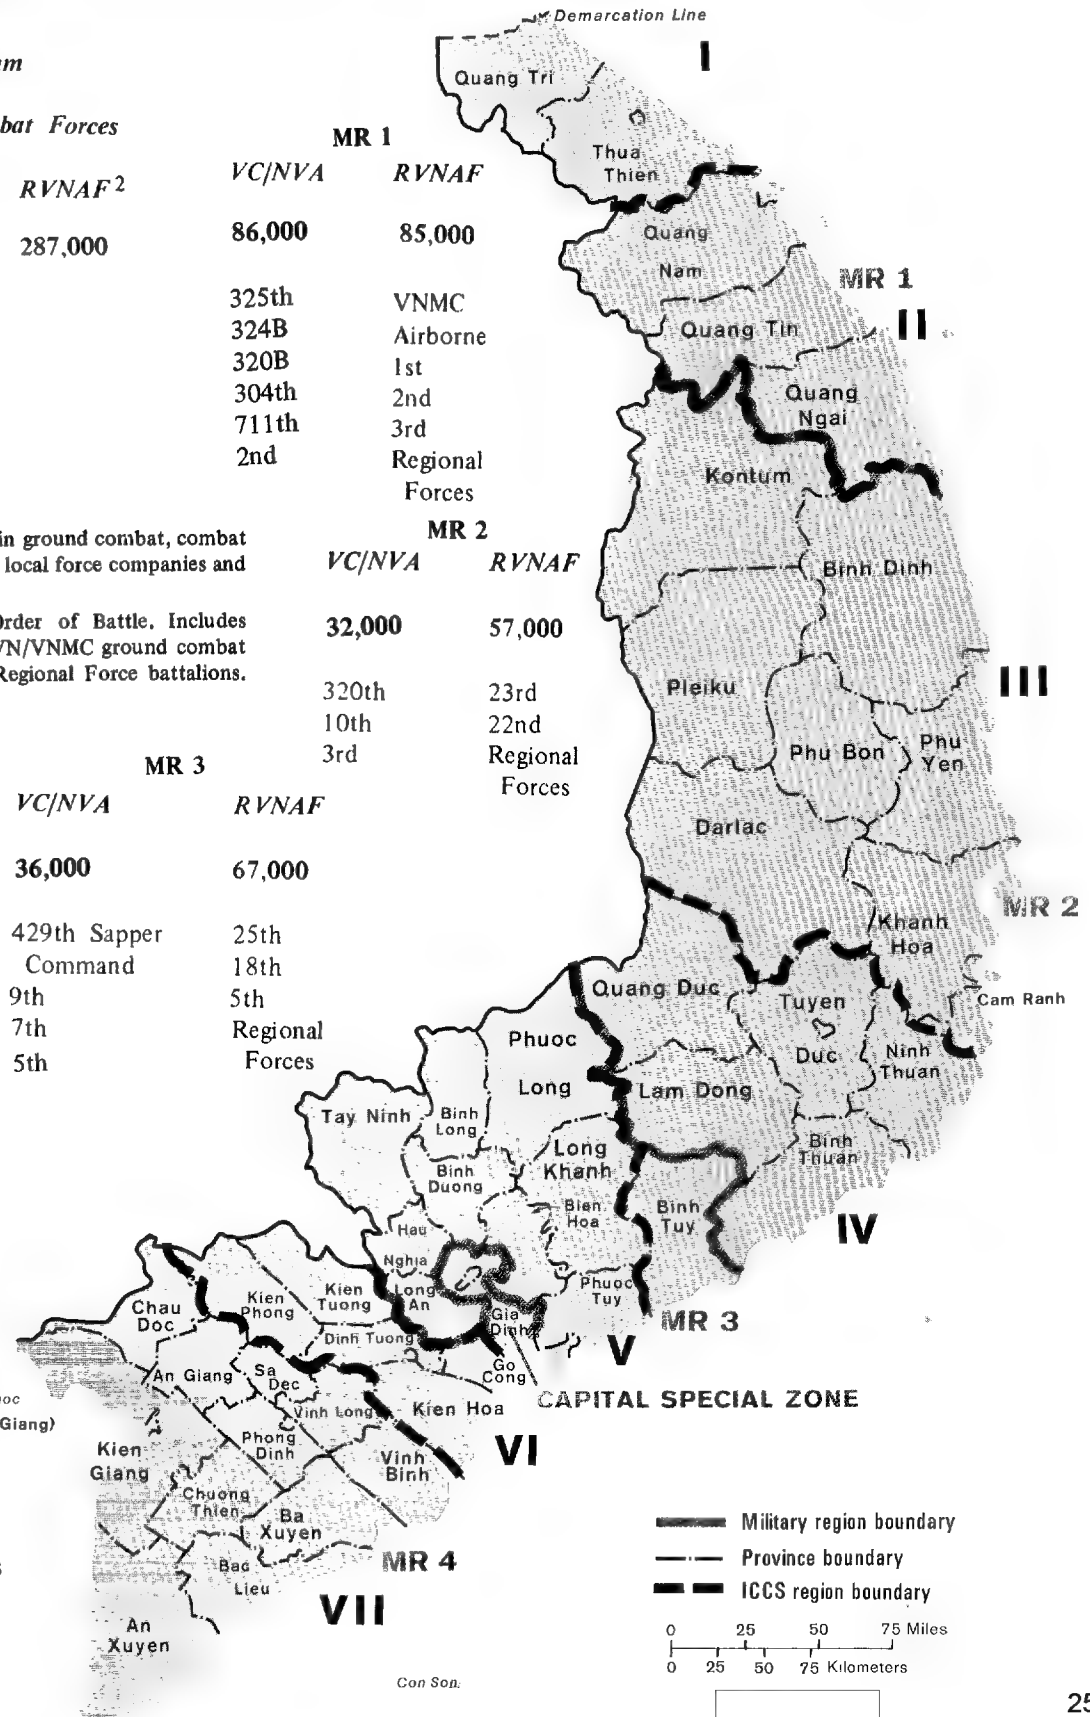 Demarcation Line
I
am
bat Forces
RVNAF 2
287,000
MR 1
VC/NVA RVNAF
86,000 85,000
325th VNMC
324B Airborne
320B 1st
304th 2nd
711th 3rd
2nd Regional
Forces
in ground combat, combat
local force companies and
Order of Battle. Includes
VN/VNMC ground combat
Regional Force battalions.
MR 2
VC/NVA RVNAF
32,000 57,000
320th 23rd
10th 22nd
3rd Regional
Forces
MR 3
VC/NVA RVNAF
36,000 67,000
429th Sapper 25th
Command 18th
9th 5th
7th Regional
5th Forces
Quang Tri
Thua
Thien
Quang
Nam
MR 1
II
Quang Tin
Quang
Ngai
Kontum
Binh Dinh
III
Pleiku
Phu Bon
Phu
Yen
Darlac
MR 2
Khanh
Hoa
Cam Ranh
Quang Duc
Tuyen
Duc
Ninh
Thuan
Phuoc
Long
Lam Dong
Tay Ninh
Binh
Long
Long
Khanh
Binh
Thuan
Binh
Duong
Bien
Hoa
Binh
Tuy
IV
Hau
Nghia
Phuoc
Tuy
MR 3
Chau
Doc
Kien
Phong
Kien
Tuong
Long
An
Gia
Dinh
V
Dinh Tuong
An Giang
Sa
Dec
Go
Cong
CAPITAL SPECIAL ZONE
oc
Giang)
Vinh Long
Kien Hoa
VI
Kien
Giang
Phong
Dinh
Vinh
Binh
Chuong
Thien
Ba
Xuyen
MR 4
Bac
Lieu
VII
An
Xuyen
Con Son
Military region boundary
Province boundary
ICCS region boundary
0 25 50 75 Miles
0 25 50 75 Kilometers
25